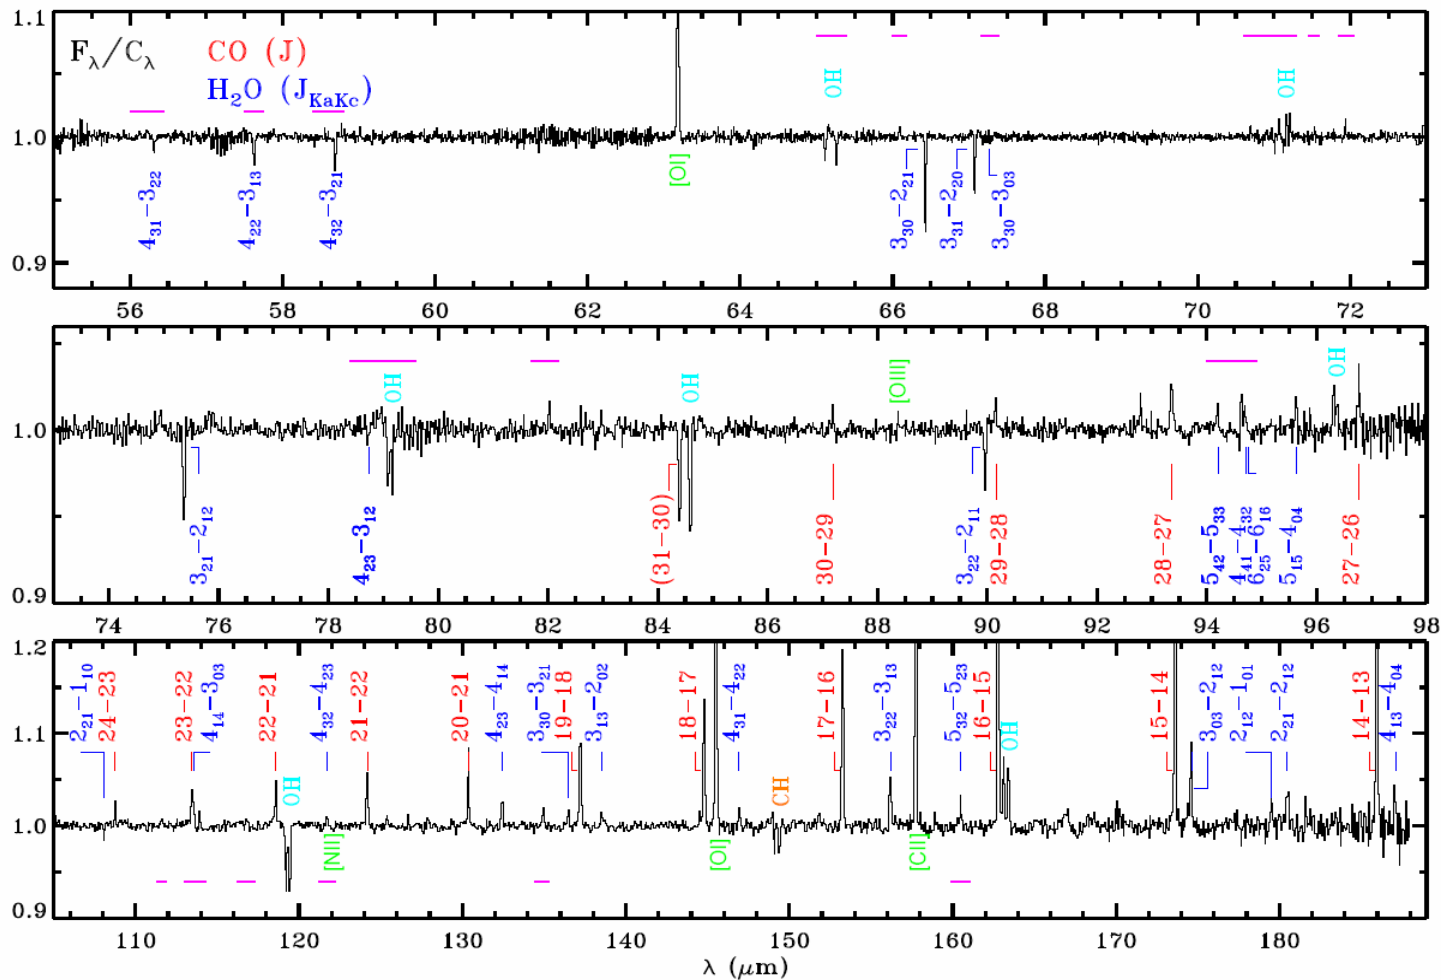 1.1
F_λ/C_λ CO (J)
H₂O (J_KaKc)
OH OH
1.0
[OI]
4₃₁−3₂₂ 4₂₂−3₁₃ 4₃₂−3₂₁ 3₃₀−2₂₁ 3₃₁−2₂₀ 3₃₀−3₀₃
0.9
56 58 60 62 64 66 68 70 72
OH OH [OIII] OH
1.0
3₂₁−2₁₂ 4₂₃−3₁₂ (31−30) 30−29 3₂₂−2₁₁ 29−28 28−27 5₄₂−5₃₃ 4₄₁−4₃₂ 6₂₅−6₁₆ 5₁₅−4₀₄ 27−26
0.9
74 76 78 80 82 84 86 88 90 92 94 96 98
1.2
2₂₁−1₁₀ 24−23 23−22 4₁₄−3₀₃ 22−21 4₃₂−4₂₃ 21−22 20−21 4₂₃−4₁₄ 3₃₀−3₂₁ 19−18 3₁₃−2₀₂ 18−17 4₃₁−4₂₂ 17−16 3₂₂−3₁₃ 5₃₂−5₂₃ 16−15 OH 15−14 3₀₃−2₁₂ 2₁₂−1₀₁ 2₂₁−2₁₂ 14−13 4₁₃−4₀₄
1.1
OH CH
1.0
[NII] [OI] [CII]
0.9
110 120 130 140 150 160 170 180
λ (μm)